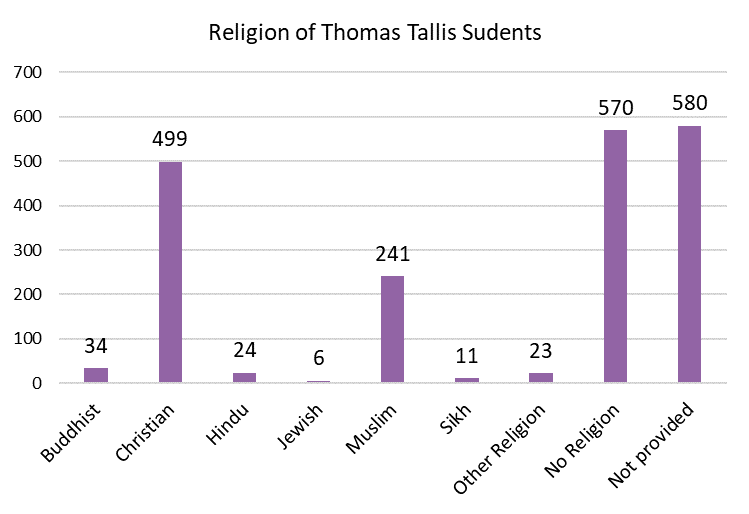 Religion of Thomas Tallis Sudents
700
600
500
400
300
200
100
0
34
499
24
6
241
11
23
570
580
Buddhist
Christian
Hindu
Jewish
Muslim
Sikh
Other Religion
No Religion
Not provided